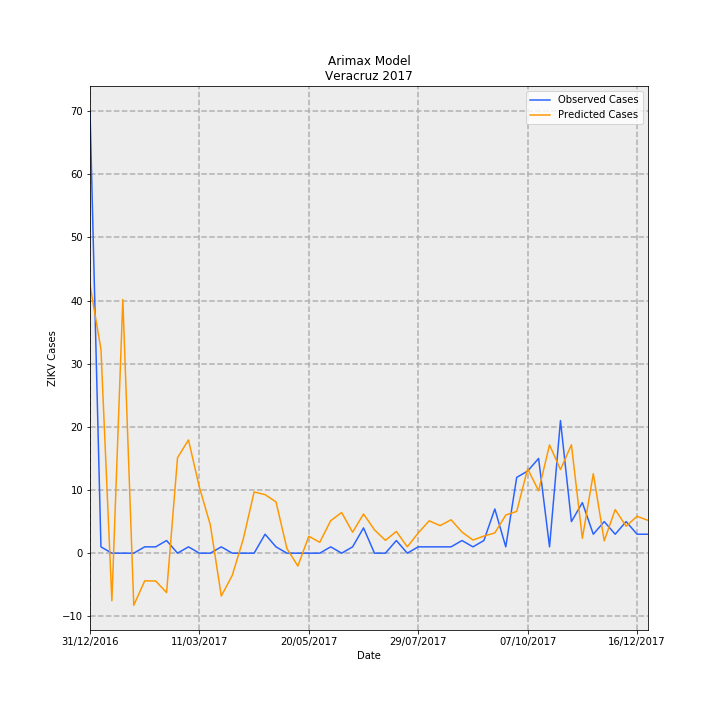 Arimax Model
Veracruz 2017
Observed Cases
Predicted Cases
70
60
50
40
30
20
10
0
−10
ZIKV Cases
31/12/2016 11/03/2017 20/05/2017 29/07/2017 07/10/2017 16/12/2017
Date